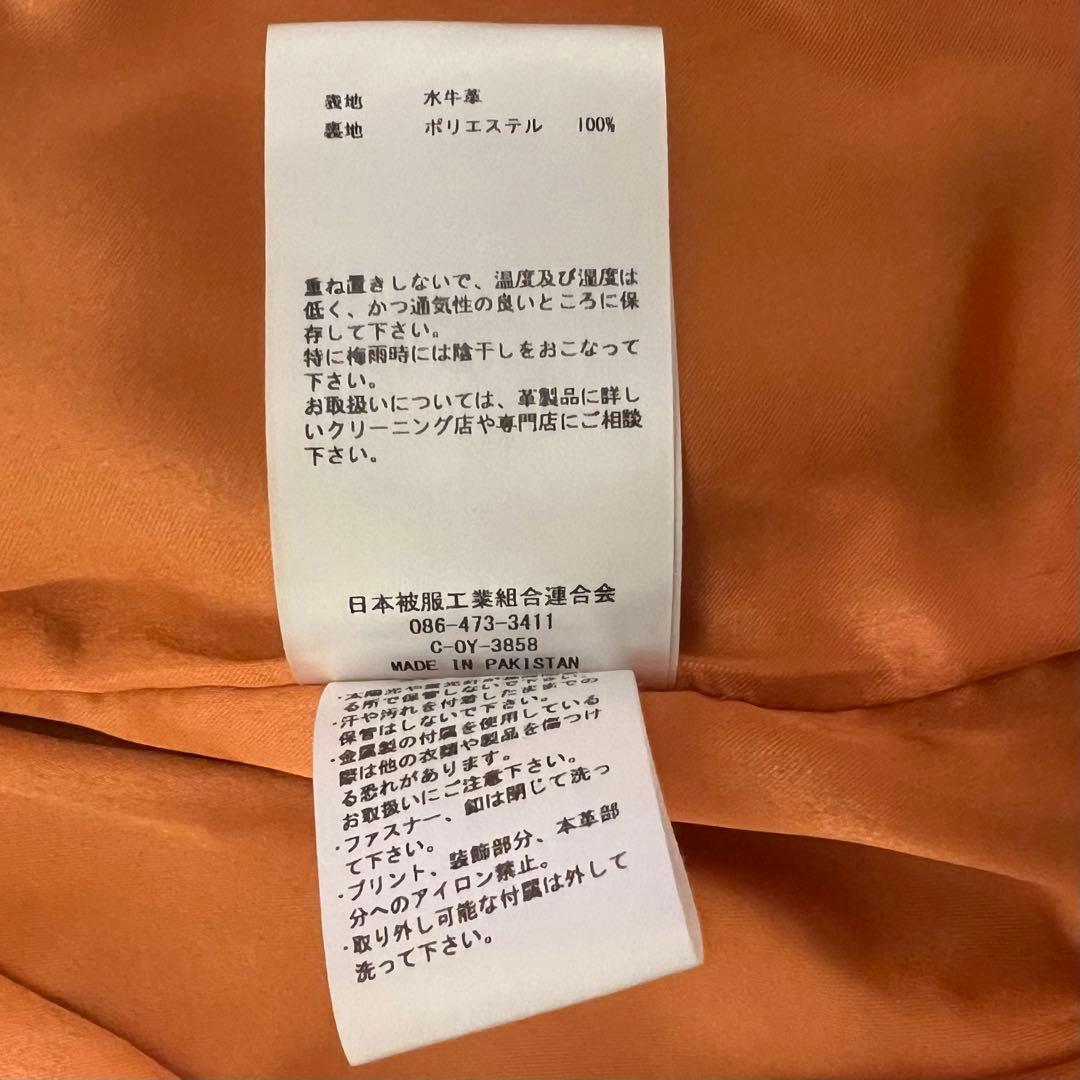 表地 水牛革
裏地 ポリエステル 100%
重ね置きしないで、温度及び湿度は
低く、かつ通気性の良いところに保
存して下さい。
特に梅雨時には陰干しをおこなって
下さい。
お取扱いについては、革製品に詳し
いクリーニング店や専門店にご相談
下さい。
日本被服工業組合連合会
086-473-3411
C-OY-3858
MADE IN PAKISTAN
る所で保管しないで下さい。
・汗や汚れを付着したままでの
保管はしないで下さい。
・金属製の付属を使用している
際は他の衣類や製品を傷つけ
る恐れがあります。
お取扱いにご注意下さい。
・ファスナー、釦は閉じて洗っ
て下さい。
・プリント、装飾部分、本革部
分へのアイロン禁止。
・取り外し可能な付属は外して
洗って下さい。